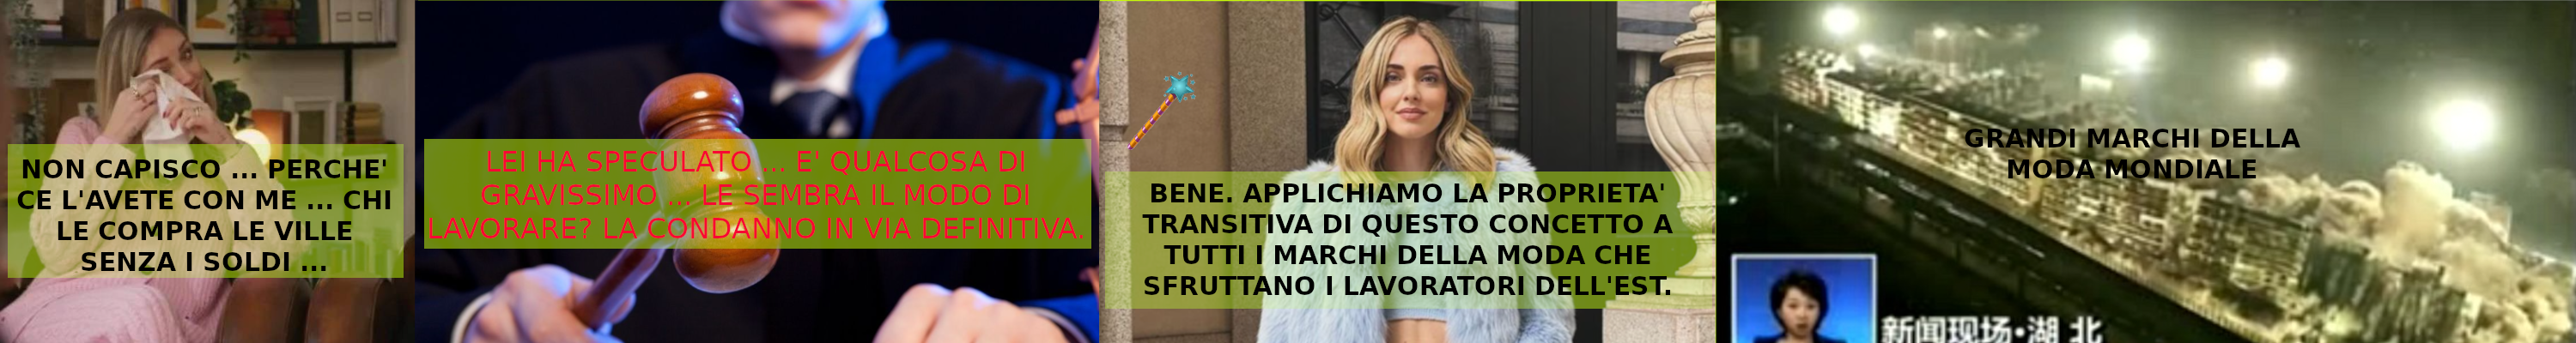 NON CAPISCO ... PERCHE'
CE L'AVETE CON ME ... CHI
LE COMPRA LE VILLE
SENZA I SOLDI ...
LEI HA SPECULATO ... E' QUALCOSA DI
GRAVISSIMO ... LE SEMBRA IL MODO DI
LAVORARE? LA CONDANNO IN VIA DEFINITIVA.
BENE. APPLICHIAMO LA PROPRIETA'
TRANSITIVA DI QUESTO CONCETTO A
TUTTI I MARCHI DELLA MODA CHE
SFRUTTANO I LAVORATORI DELL'EST.
GRANDI MARCHI DELLA
MODA MONDIALE
新闻现场·湖 北